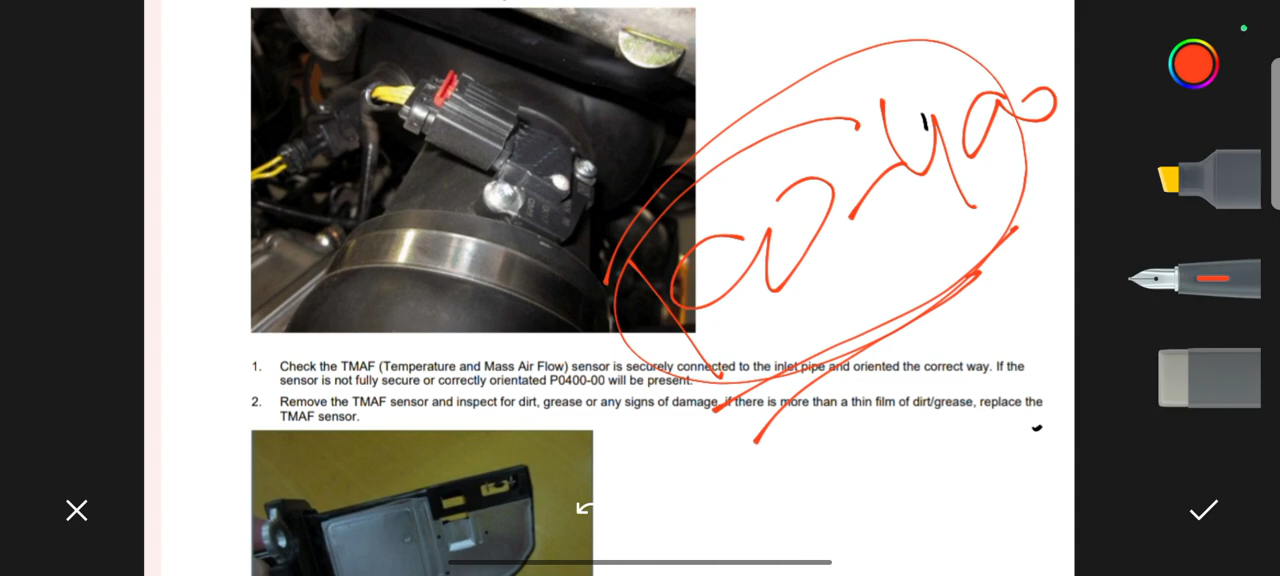 1. Check the TMAF (Temperature and Mass Air Flow) sensor is securely connected to the inlet pipe and oriented the correct way. If the
sensor is not fully secure or correctly orientated P0400-00 will be present.
2. Remove the TMAF sensor and inspect for dirt, grease or any signs of damage, if there is more than a thin film of dirt/grease, replace the
TMAF sensor.